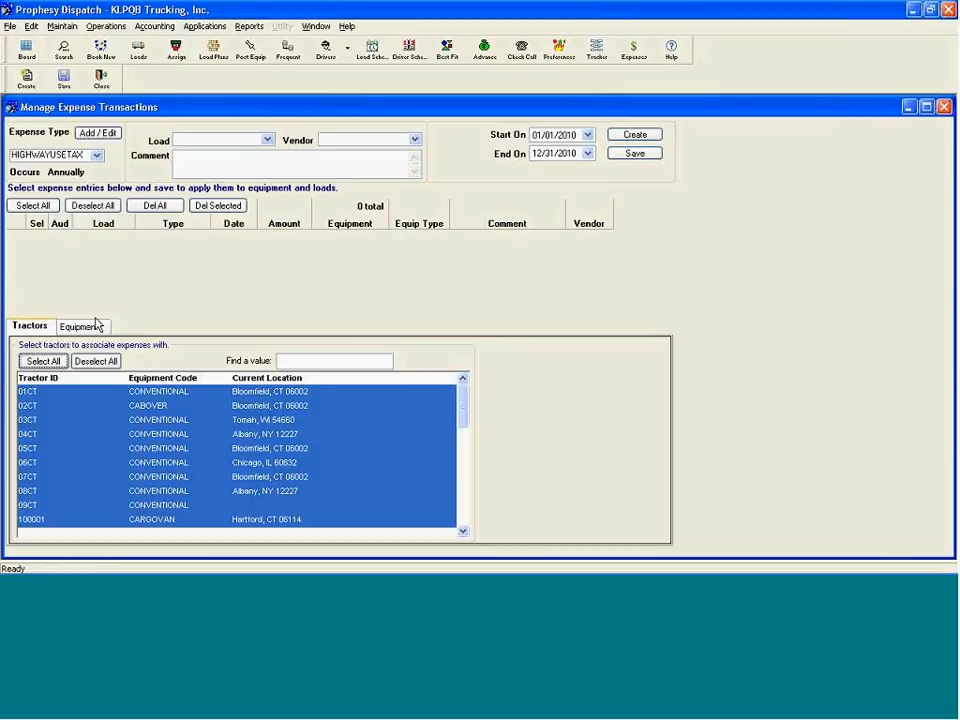 Prophesy Dispatch - KLPQB Trucking, Inc.
File Edit Maintain Operations Accounting Applications Reports Utility Window Help
Board Search Book New Loads Assign Load Plans Post Equip Frequent Drivers Load Sche... Driver Sche... Best Fit Advance Check Call Preferences Tracker Expenses Help
Create Save Close
Manage Expense Transactions
Expense Type Add / Edit Load Vendor Start On 01/01/2010 Create
HIGHWAYUSETAX Comment End On 12/31/2010 Save
Occurs Annually
Select expense entries below and save to apply them to equipment and loads.
Select All Deselect All Del All Del Selected 0 total
Sel Aud Load Type Date Amount Equipment Equip Type Comment Vendor
Tractors Equipment
Select tractors to associate expenses with.
Select All Deselect All Find a value:
Tractor ID Equipment Code Current Location
01CT CONVENTIONAL Bloomfield, CT 06002
02CT CABOVER Bloomfield, CT 06002
03CT CONVENTIONAL Tomah, WI 54660
04CT CONVENTIONAL Albany, NY 12227
05CT CONVENTIONAL Bloomfield, CT 06002
06CT CONVENTIONAL Chicago, IL 60632
07CT CONVENTIONAL Bloomfield, CT 06002
08CT CONVENTIONAL Albany, NY 12227
09CT CONVENTIONAL
100001 CARGOVAN Hartford, CT 06114
Ready